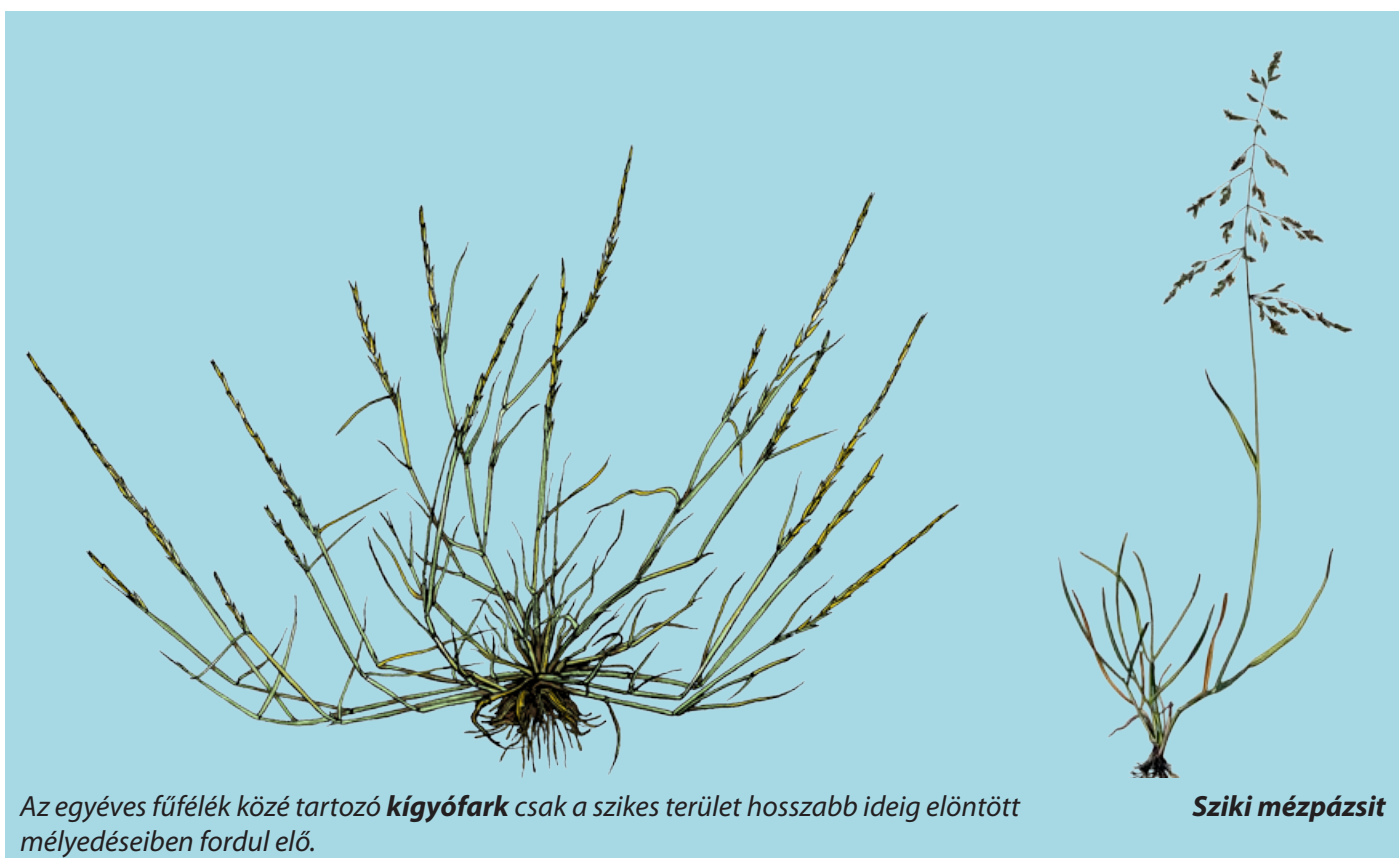 Az egyéves fűfélék közé tartozó kígyófark csak a szikes terület hosszabb ideig elöntött
mélyedéseiben fordul elő.
Sziki mézpázsit